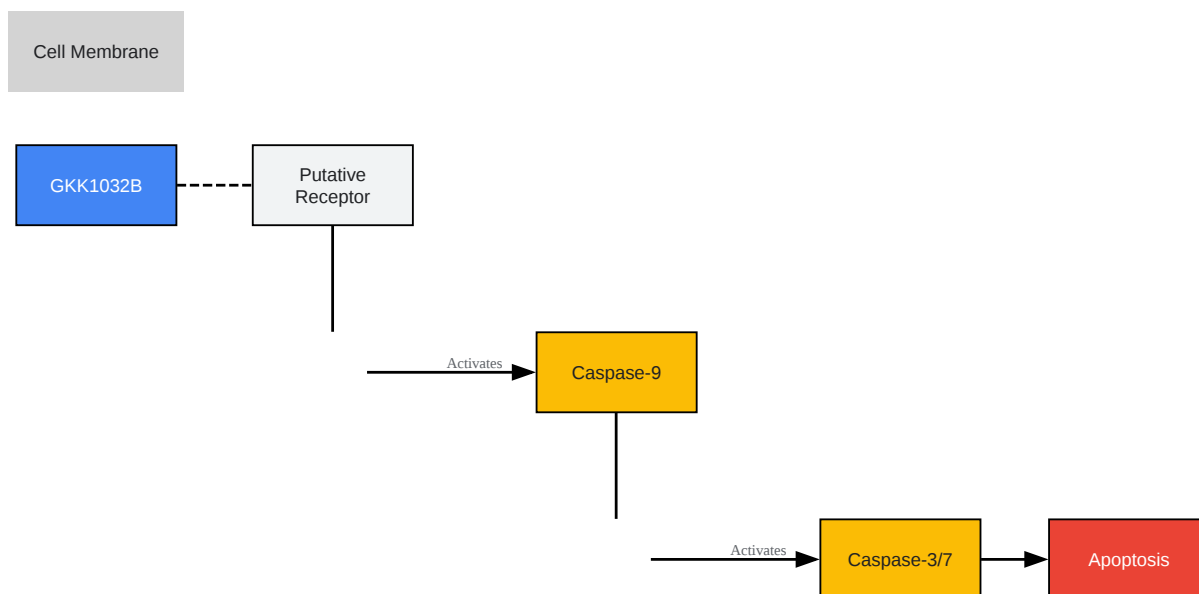 Cell Membrane
GKK1032B
Putative
Receptor
Activates
Caspase-9
Activates
Caspase-3/7
Apoptosis